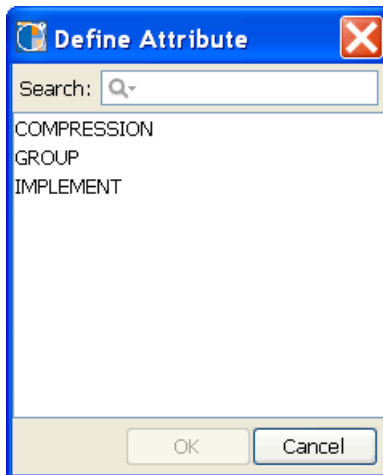 Define Attribute
Search:
COMPRESSION
GROUP
IMPLEMENT
OK Cancel